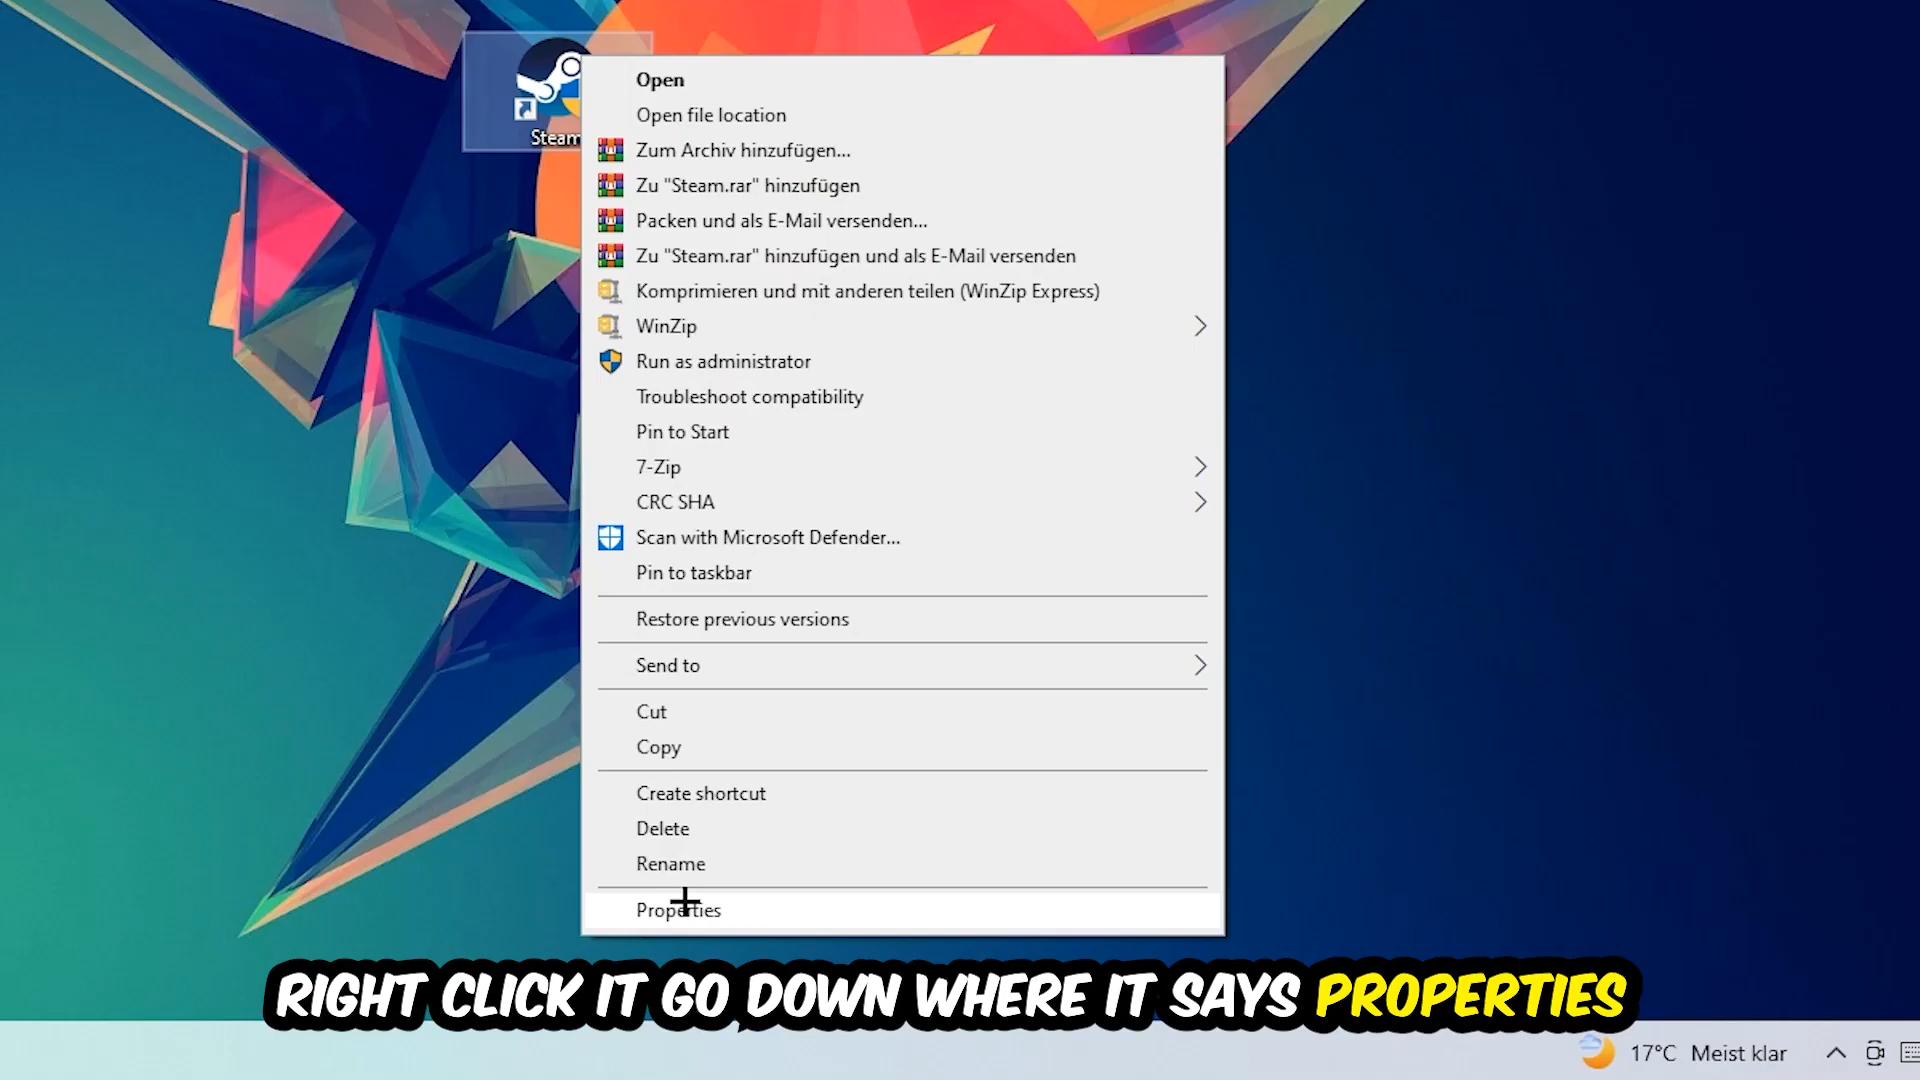 Steam
Open
Open file location
Zum Archiv hinzufügen...
Zu "Steam.rar" hinzufügen
Packen und als E-Mail versenden...
Zu "Steam.rar" hinzufügen und als E-Mail versenden
Komprimieren und mit anderen teilen (WinZip Express)
WinZip
Run as administrator
Troubleshoot compatibility
Pin to Start
7-Zip
CRC SHA
Scan with Microsoft Defender...
Pin to taskbar
Restore previous versions
Send to
Cut
Copy
Create shortcut
Delete
Rename
Properties
RIGHT CLICK IT GO DOWN WHERE IT SAYS PROPERTIES
17°C Meist klar